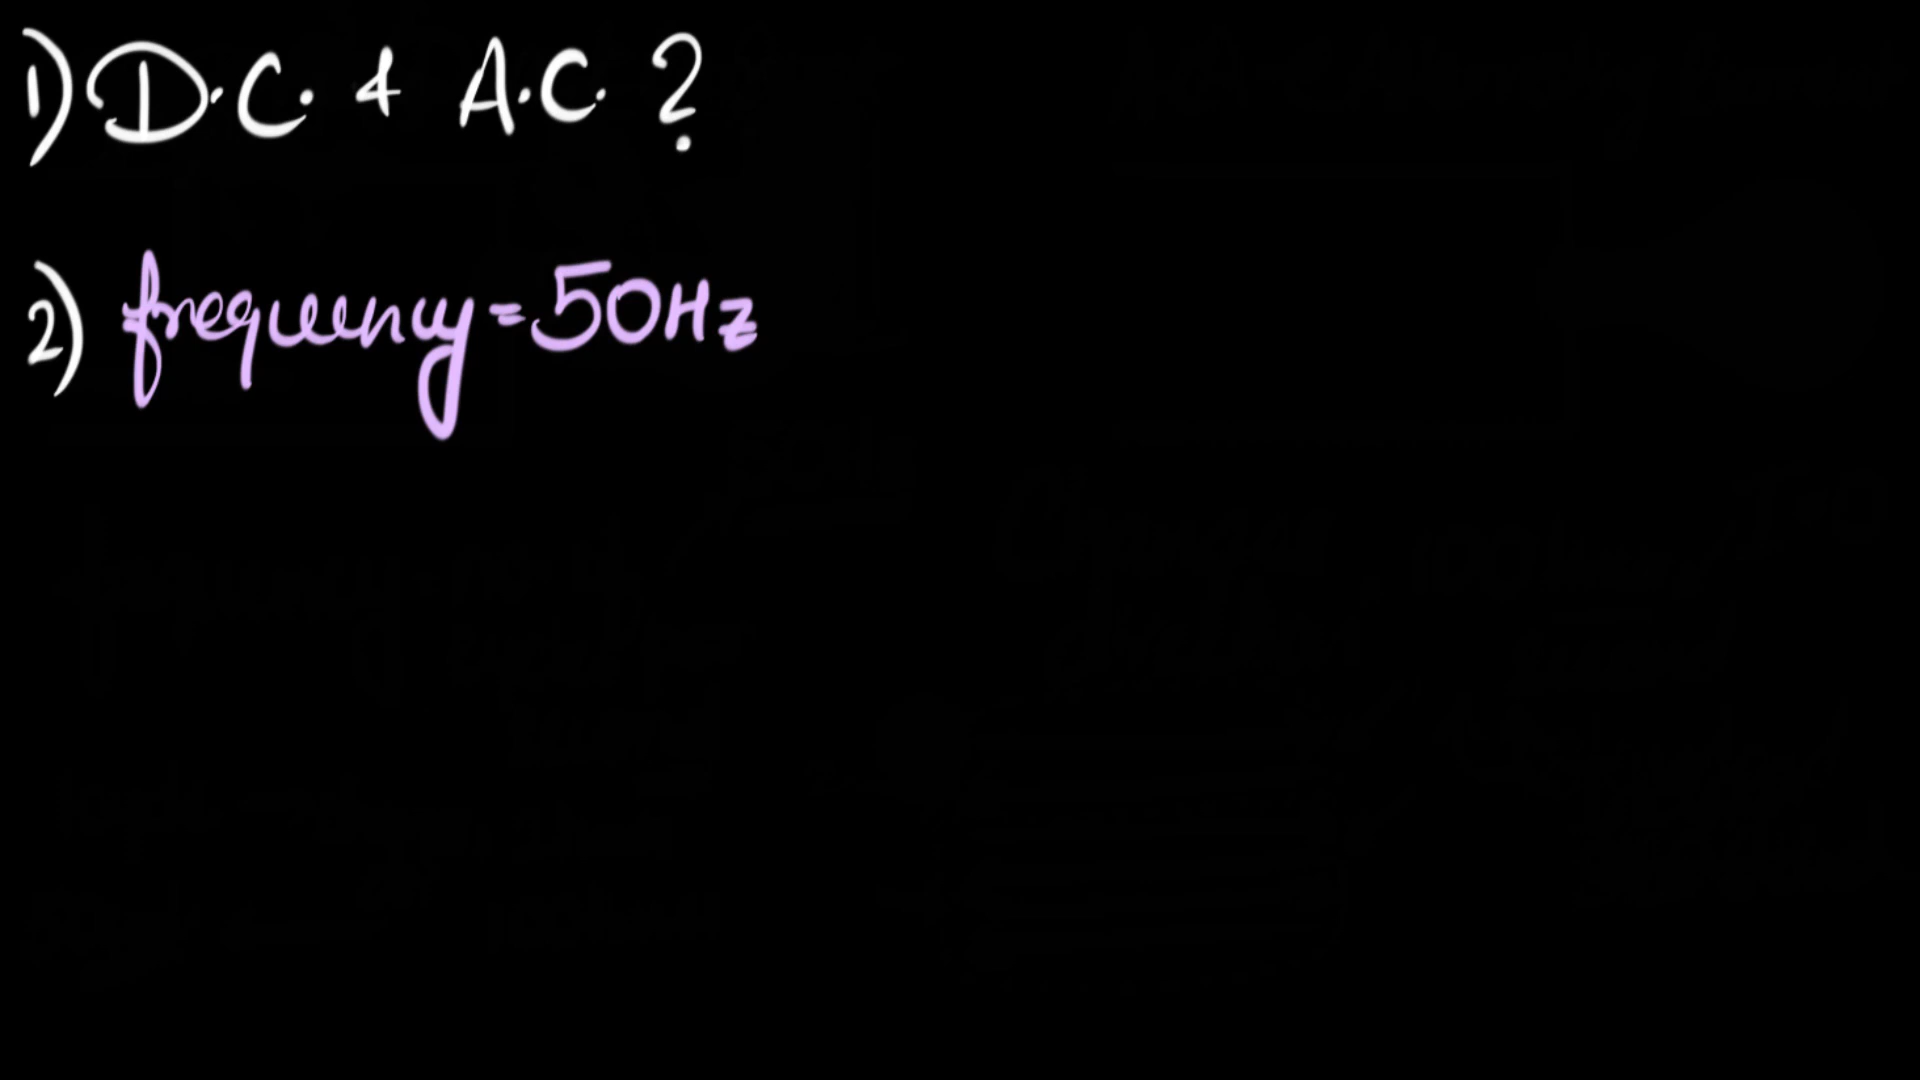 1) D.C. & A.C. ?
2) frequency = 50Hz